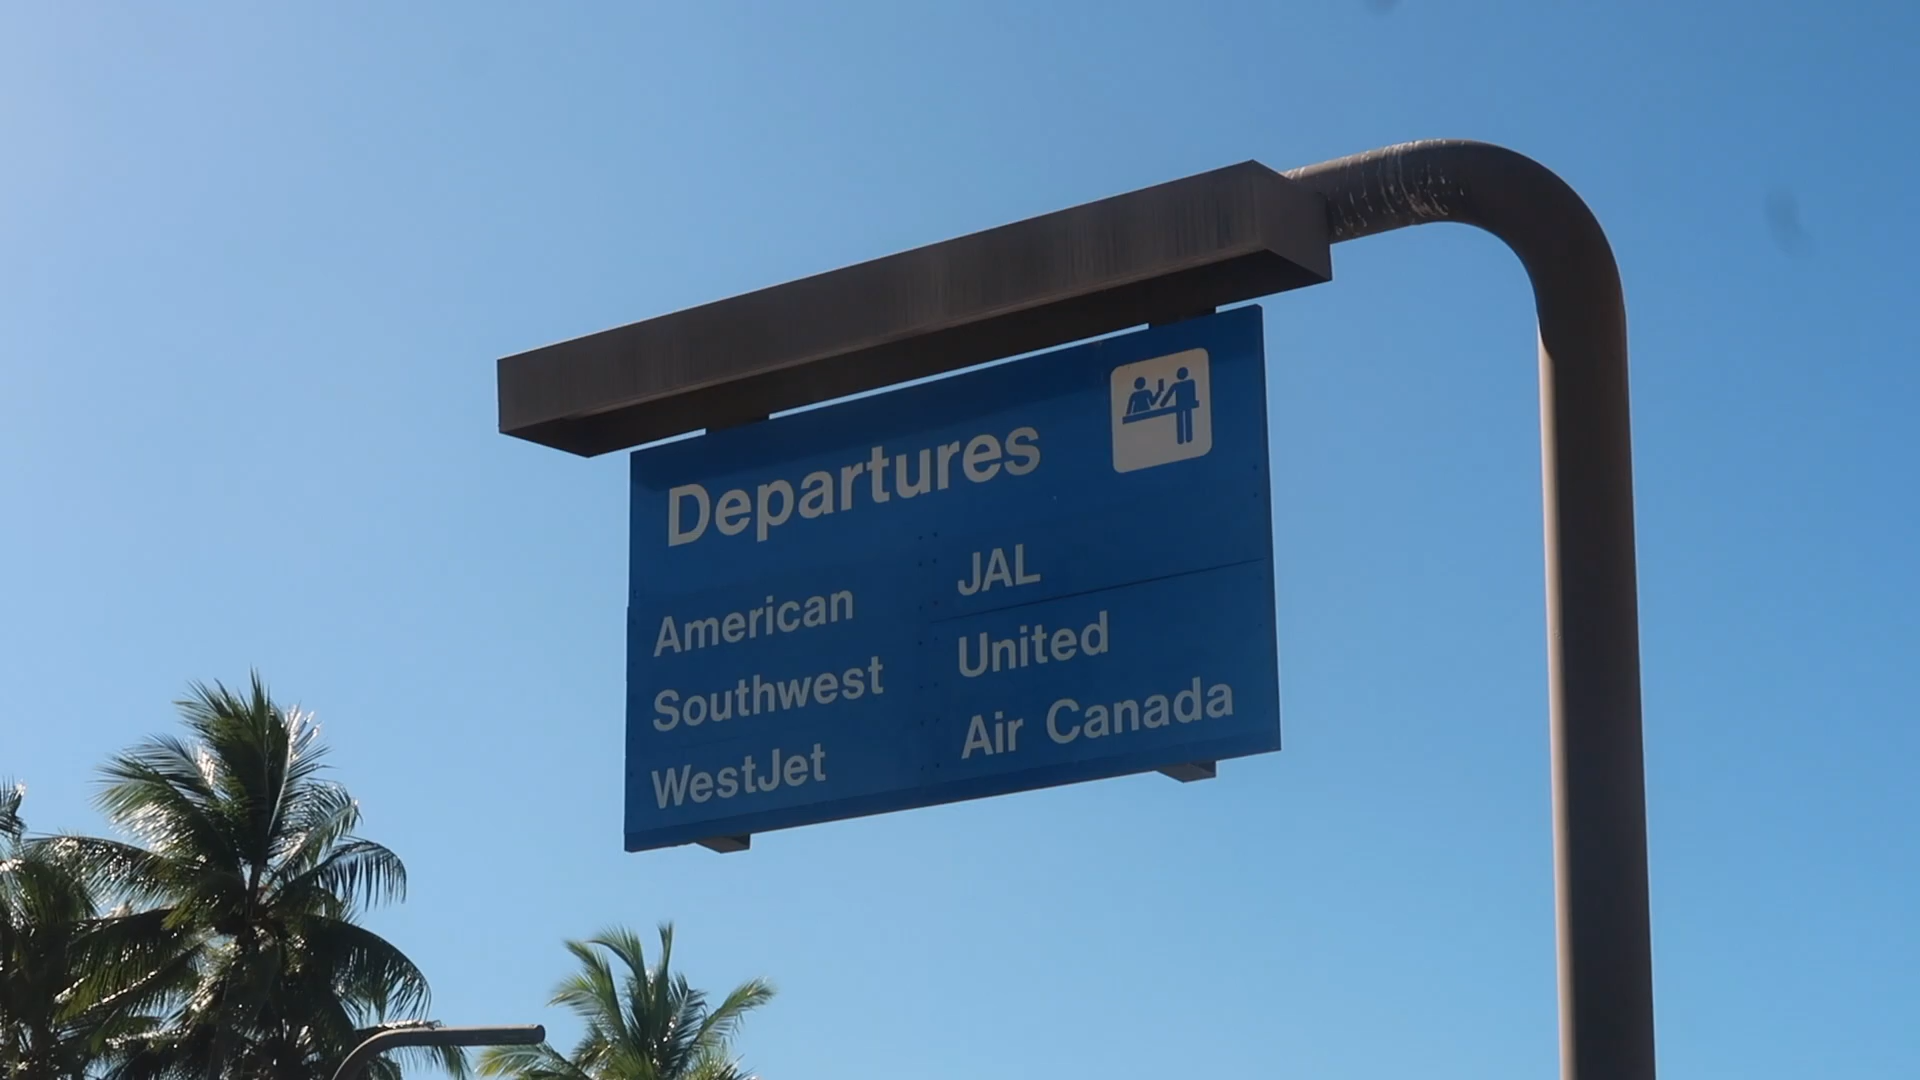 Departures
American
Southwest
WestJet
JAL
United
Air Canada